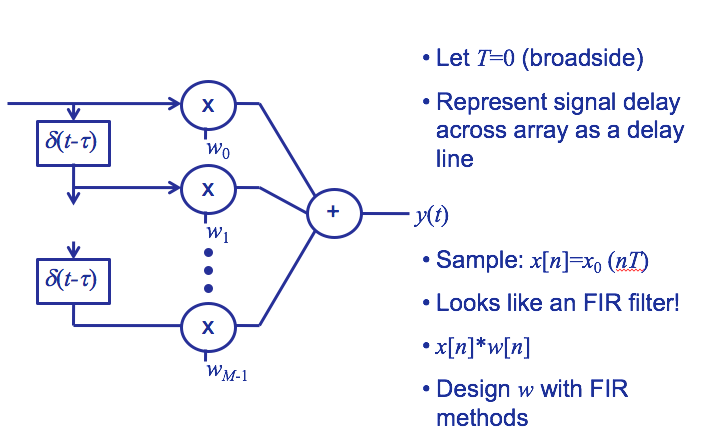 • Let T=0 (broadside)
• Represent signal delay
across array as a delay
line
x
δ(t-τ)
w0
x
w1
+
y(t)
δ(t-τ)
x
wM-1
• Sample: x[n]=x0 (nT)
• Looks like an FIR filter!
• x[n]*w[n]
• Design w with FIR
methods